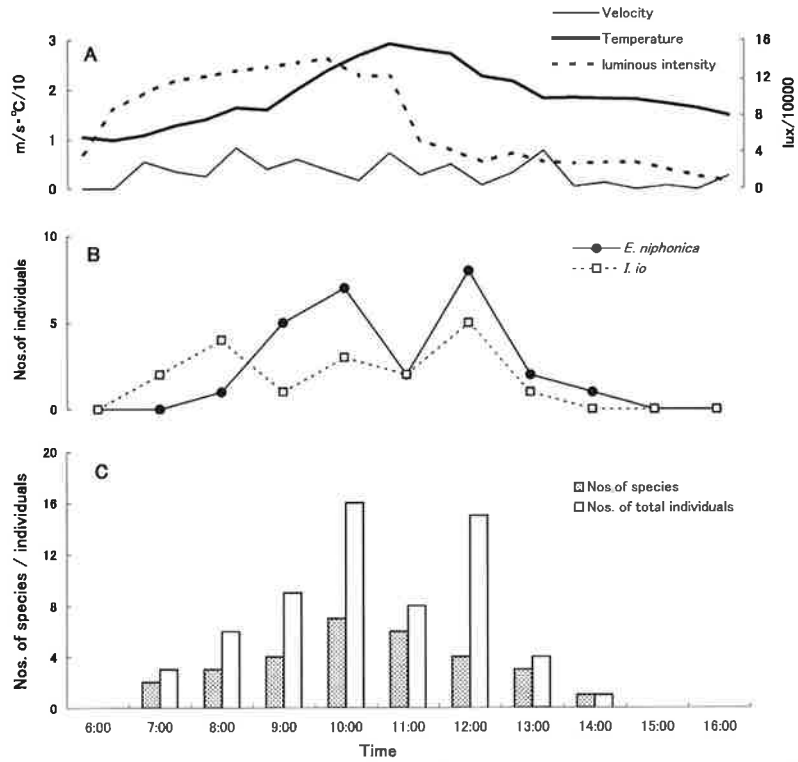 A
Velocity
Temperature
luminous intensity
3
2
1
0
m/s・℃/10
16
12
8
4
0
lux/10000
B
E. niphonica
I. io
10
5
0
Nos.of individuals
C
Nos.of species
Nos. of total individuals
20
16
12
8
4
0
Nos. of species / individuals
6:00 7:00 8:00 9:00 10:00 11:00 12:00 13:00 14:00 15:00 16:00
Time